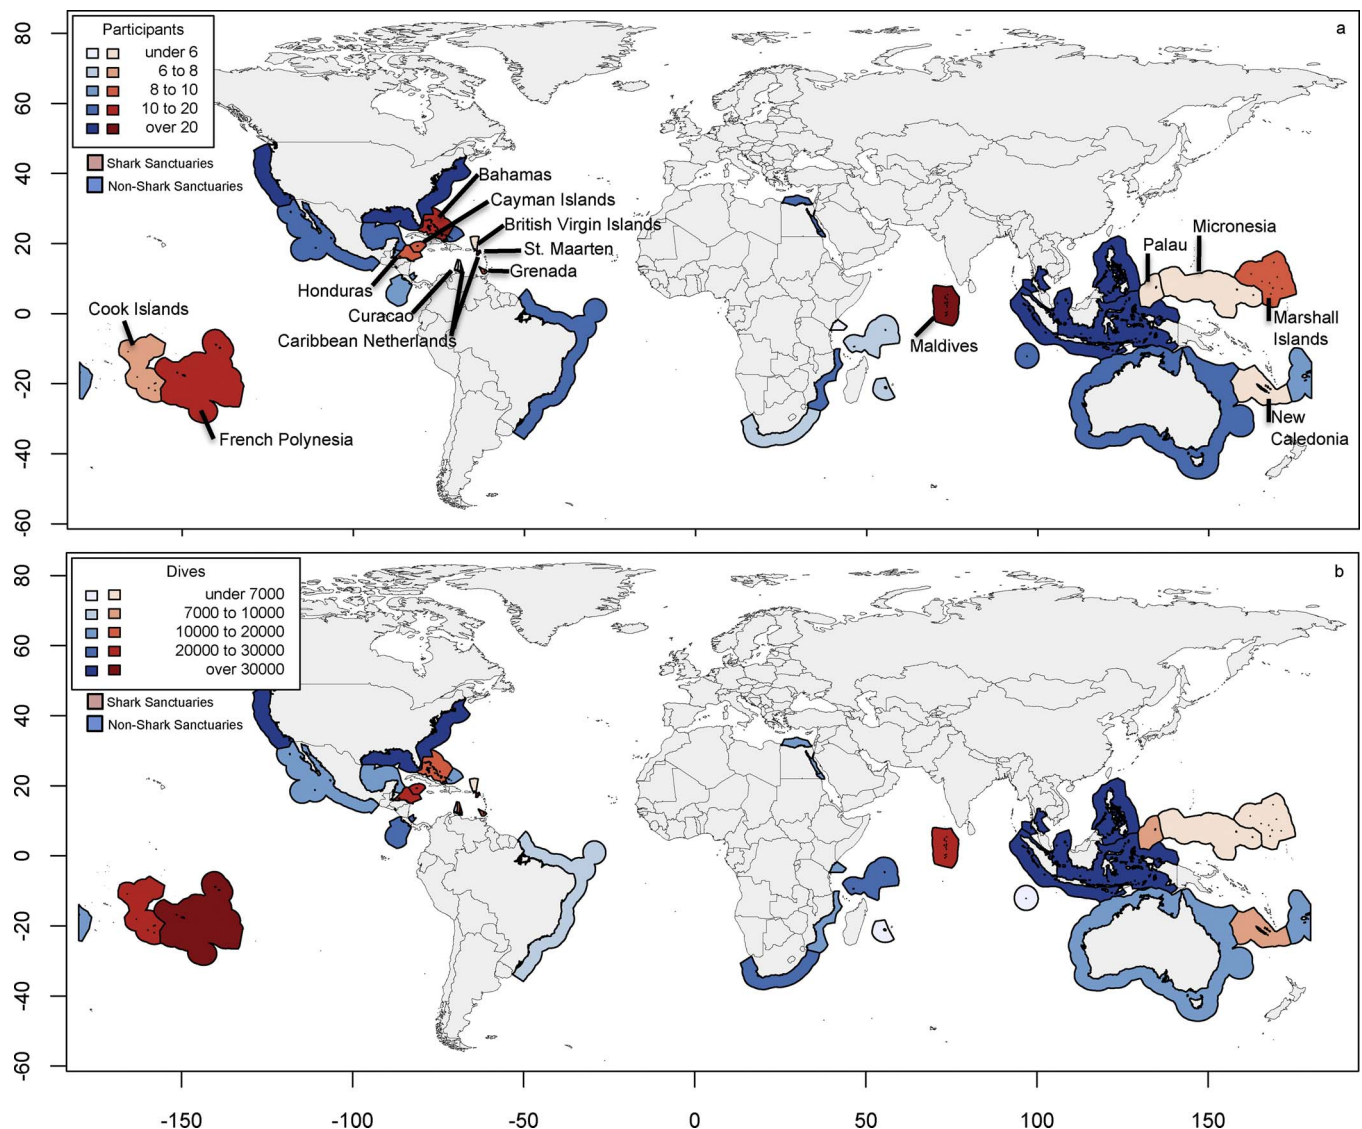 a
Participants
under 6
6 to 8
8 to 10
10 to 20
over 20
Shark Sanctuaries
Non-Shark Sanctuaries
80
60
40
20
0
-20
-40
-60
Bahamas
Cayman Islands
British Virgin Islands
St. Maarten
Grenada
Honduras
Curacao
Caribbean Netherlands
Cook Islands
French Polynesia
Maldives
Palau
Micronesia
Marshall
Islands
New
Caledonia
b
Dives
under 7000
7000 to 10000
10000 to 20000
20000 to 30000
over 30000
Shark Sanctuaries
Non-Shark Sanctuaries
80
60
40
20
0
-20
-40
-60
-150
-100
-50
0
50
100
150